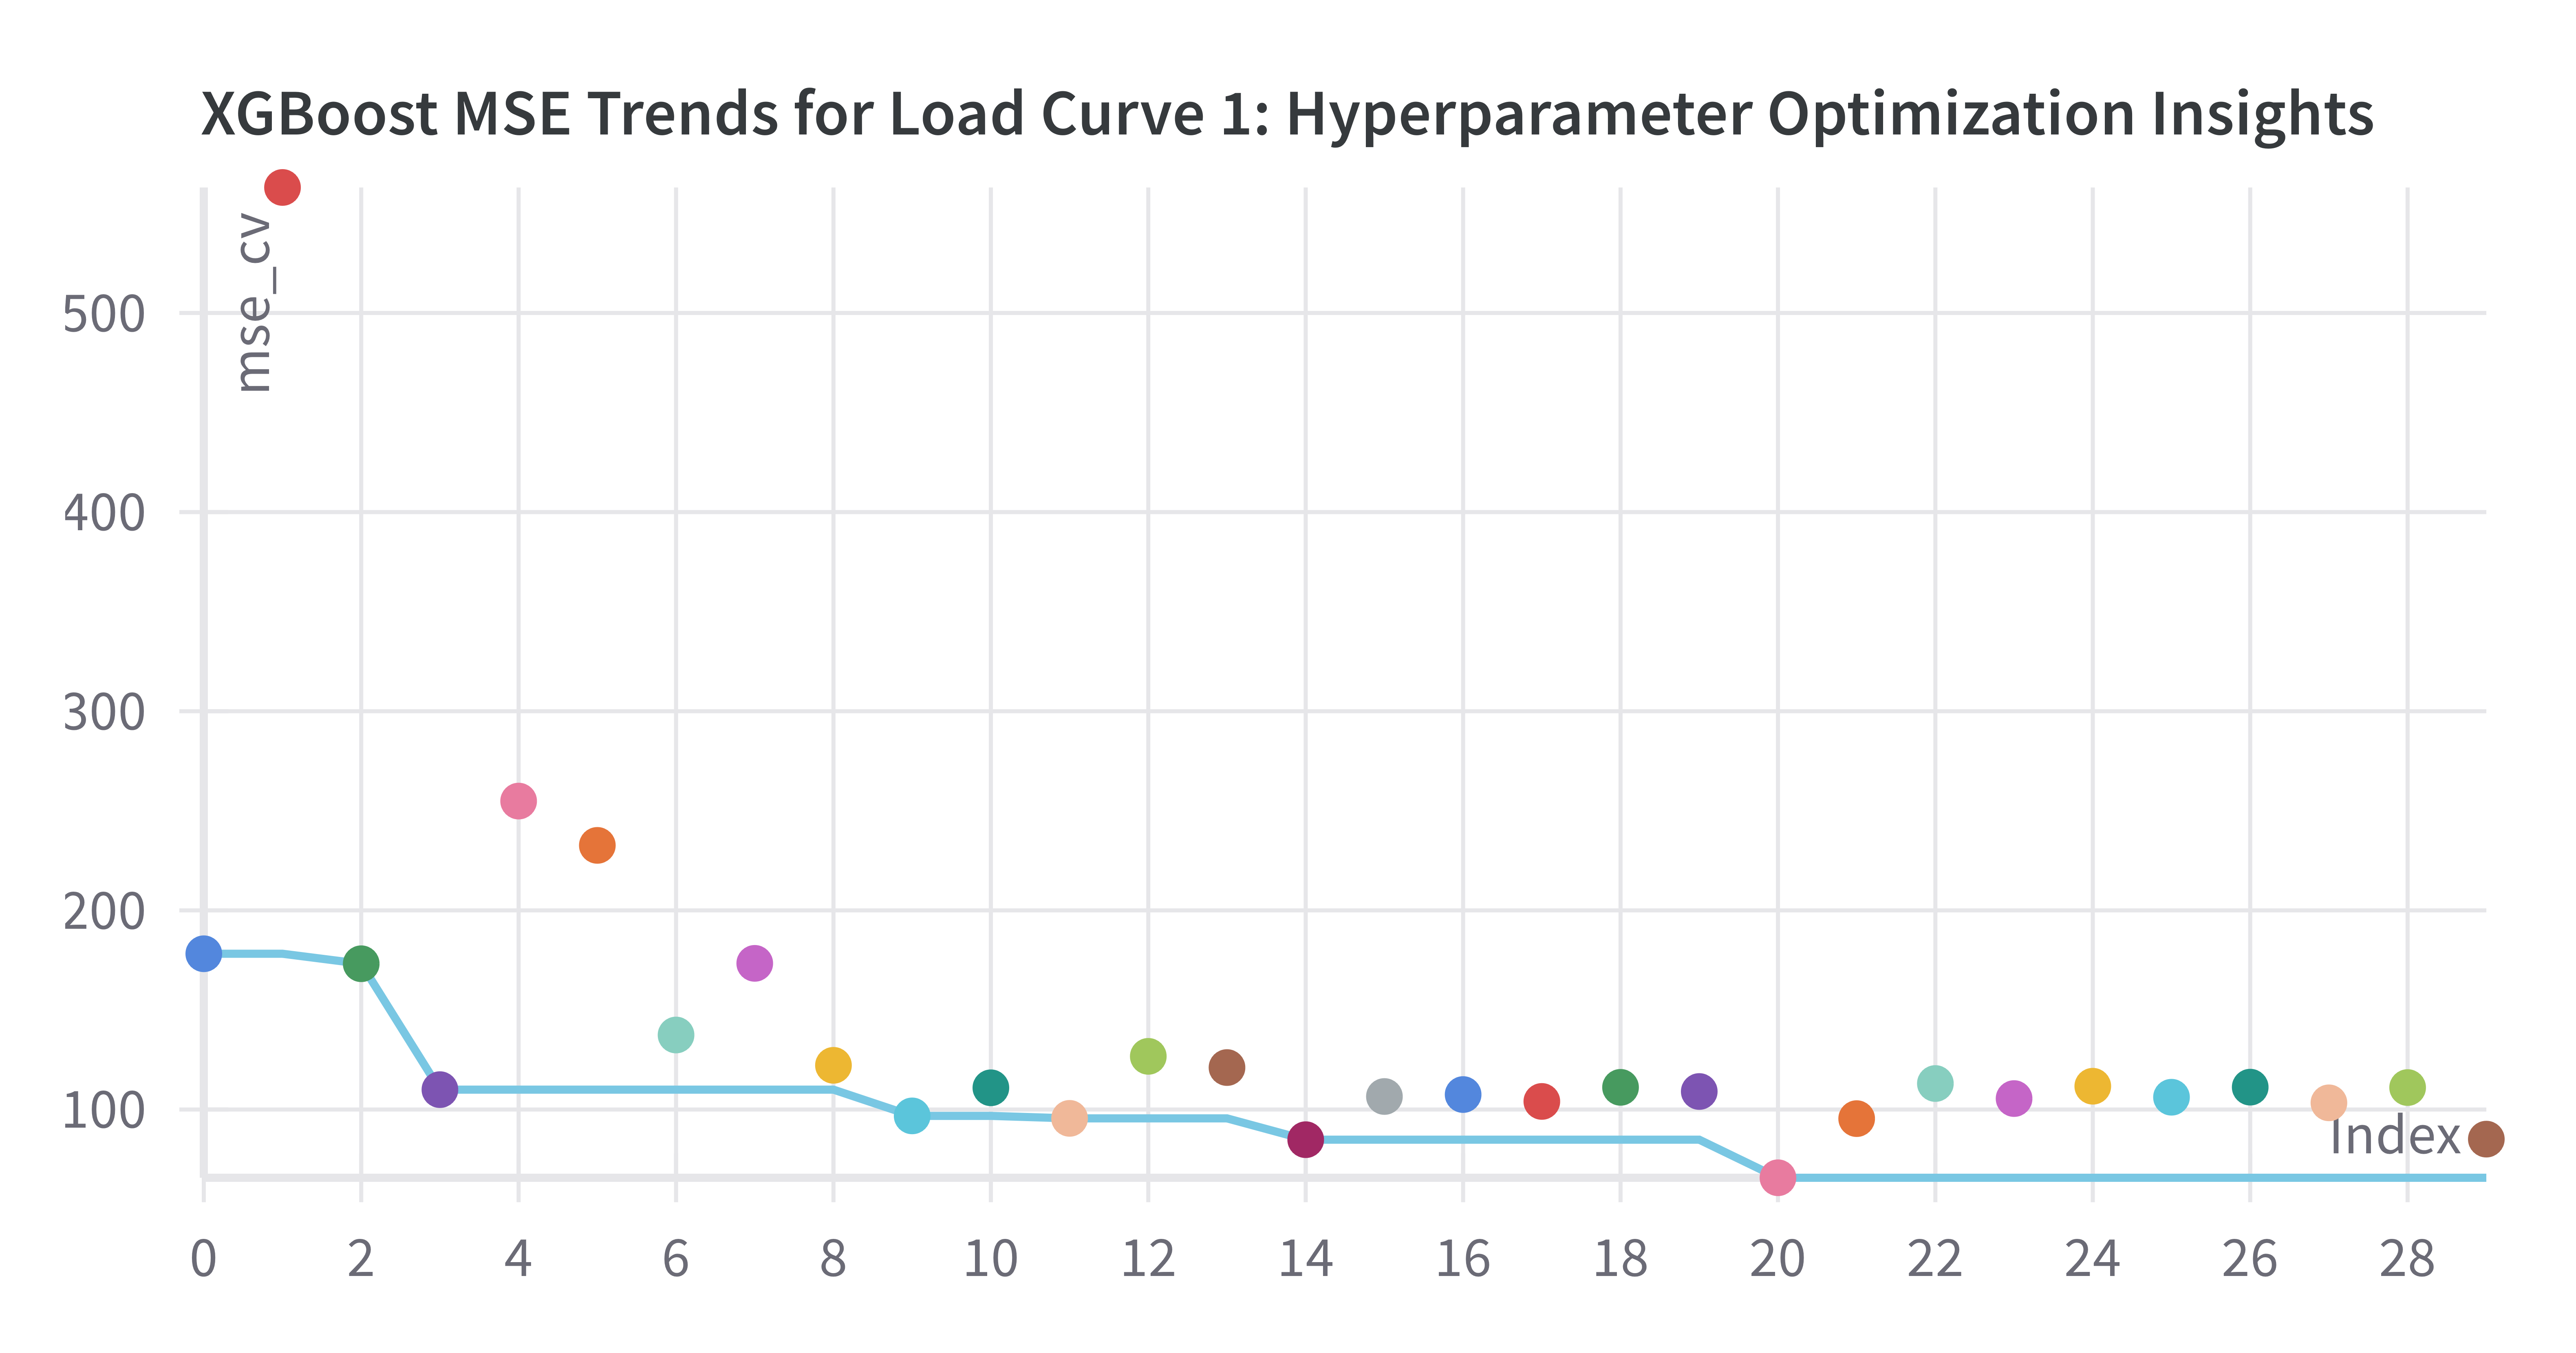 XGBoost MSE Trends for Load Curve 1: Hyperparameter Optimization Insights
mse_cv
500
400
300
200
100
Index
0 2 4 6 8 10 12 14 16 18 20 22 24 26 28